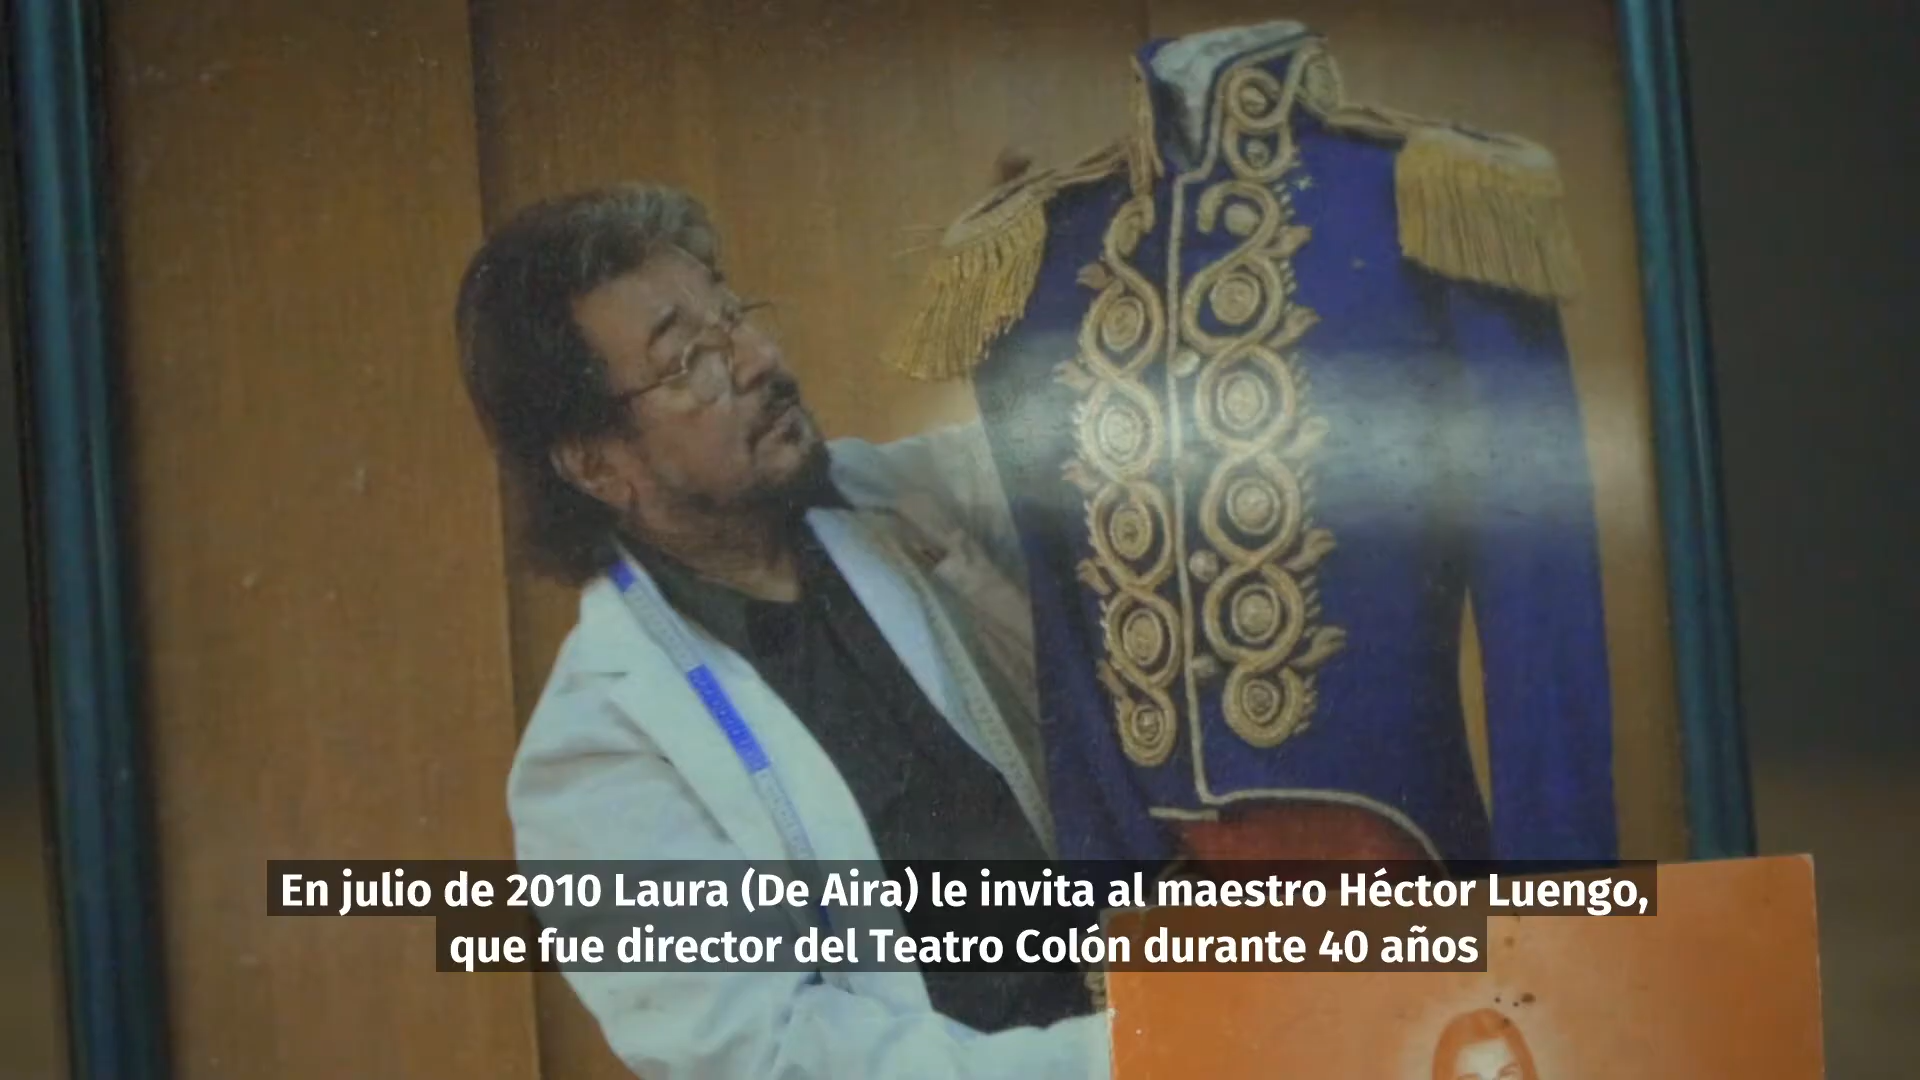 En julio de 2010 Laura (De Aira) le invita al maestro Héctor Luengo,
que fue director del Teatro Colón durante 40 años